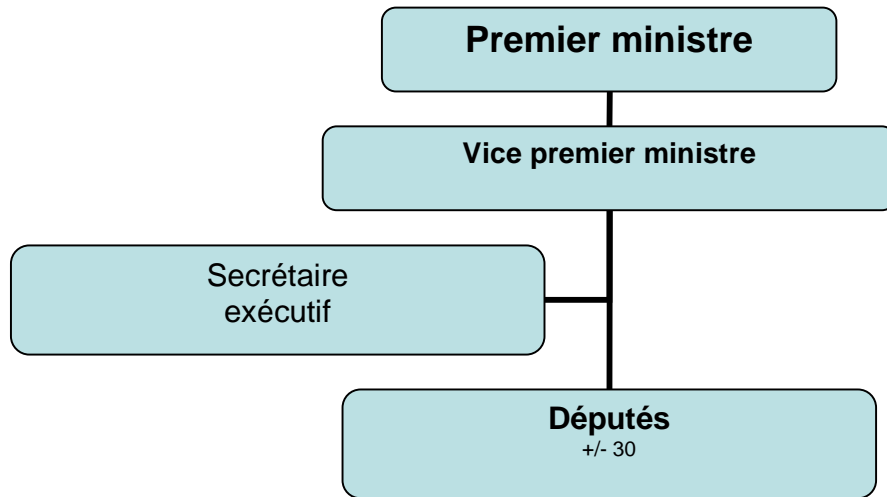 Premier ministre
Vice premier ministre
Secrétaire
exécutif
Députés
+/- 30